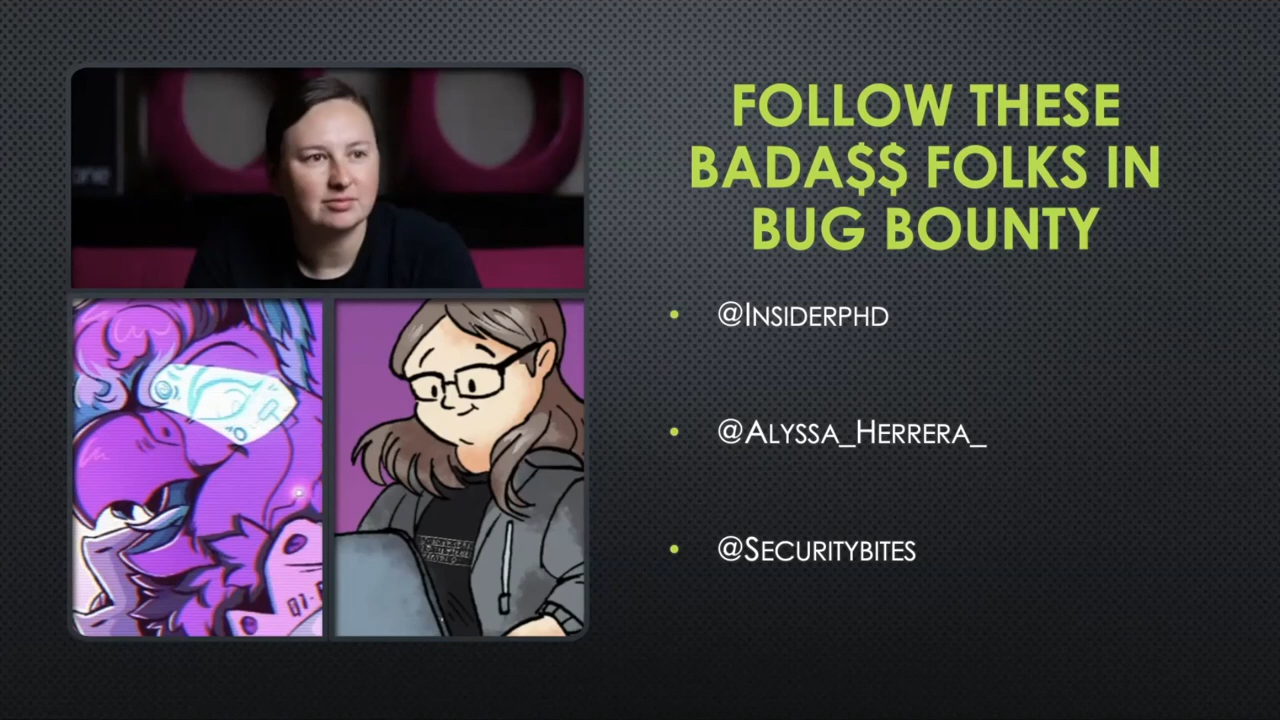 FOLLOW THESE
BADA$$ FOLKS IN
BUG BOUNTY
• @INSIDERPHD
• @ALYSSA_HERRERA_
• @SECURITYBITES